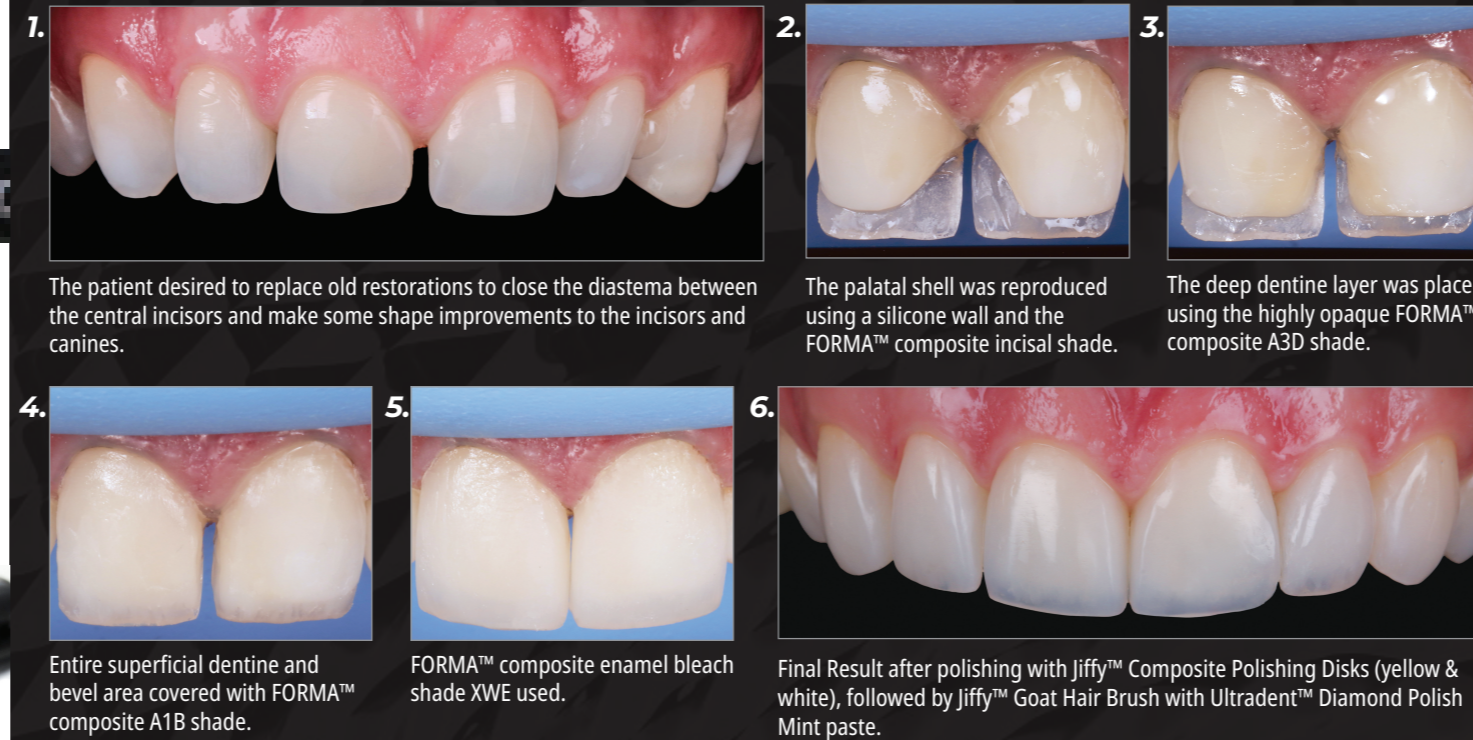 1.
The patient desired to replace old restorations to close the diastema between
the central incisors and make some shape improvements to the incisors and
canines.
2.
The palatal shell was reproduced
using a silicone wall and the
FORMA™ composite incisal shade.
3.
The deep dentine layer was place
using the highly opaque FORMA™
composite A3D shade.
4.
Entire superficial dentine and
bevel area covered with FORMA™
composite A1B shade.
5.
FORMA™ composite enamel bleach
shade XWE used.
6.
Final Result after polishing with Jiffy™ Composite Polishing Disks (yellow &
white), followed by Jiffy™ Goat Hair Brush with Ultradent™ Diamond Polish
Mint paste.